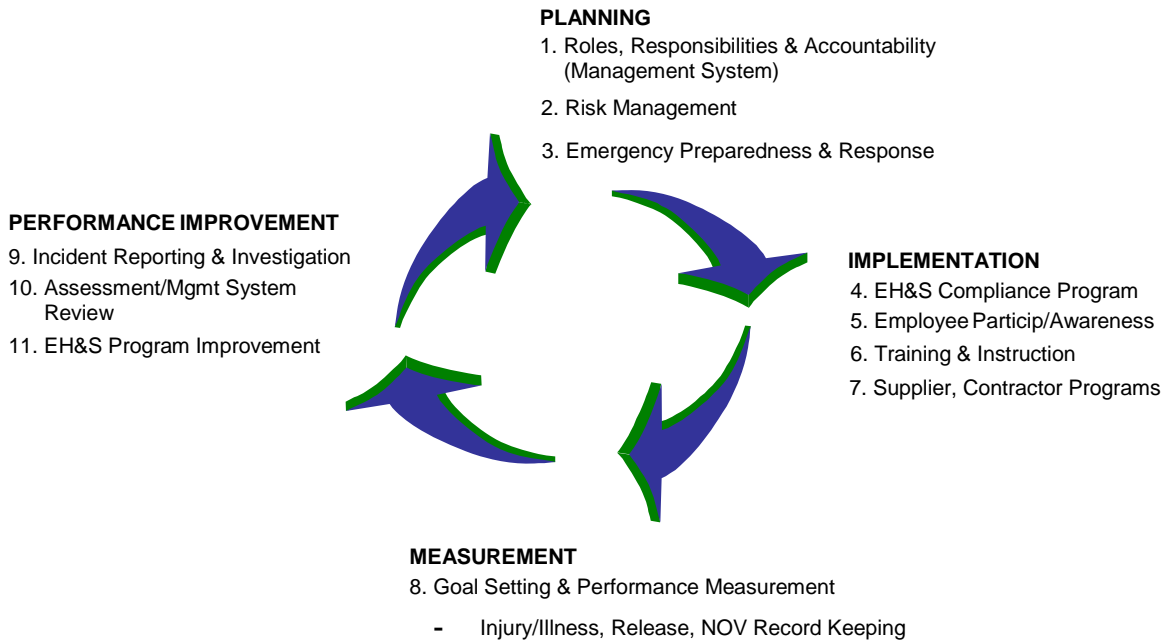 PLANNING
1. Roles, Responsibilities & Accountability
(Management System)
2. Risk Management
3. Emergency Preparedness & Response
PERFORMANCE IMPROVEMENT
9. Incident Reporting & Investigation
10. Assessment/Mgmt System
Review
11. EH&S Program Improvement
IMPLEMENTATION
4. EH&S Compliance Program
5. Employee Particip/Awareness
6. Training & Instruction
7. Supplier, Contractor Programs
MEASUREMENT
8. Goal Setting & Performance Measurement
- Injury/Illness, Release, NOV Record Keeping